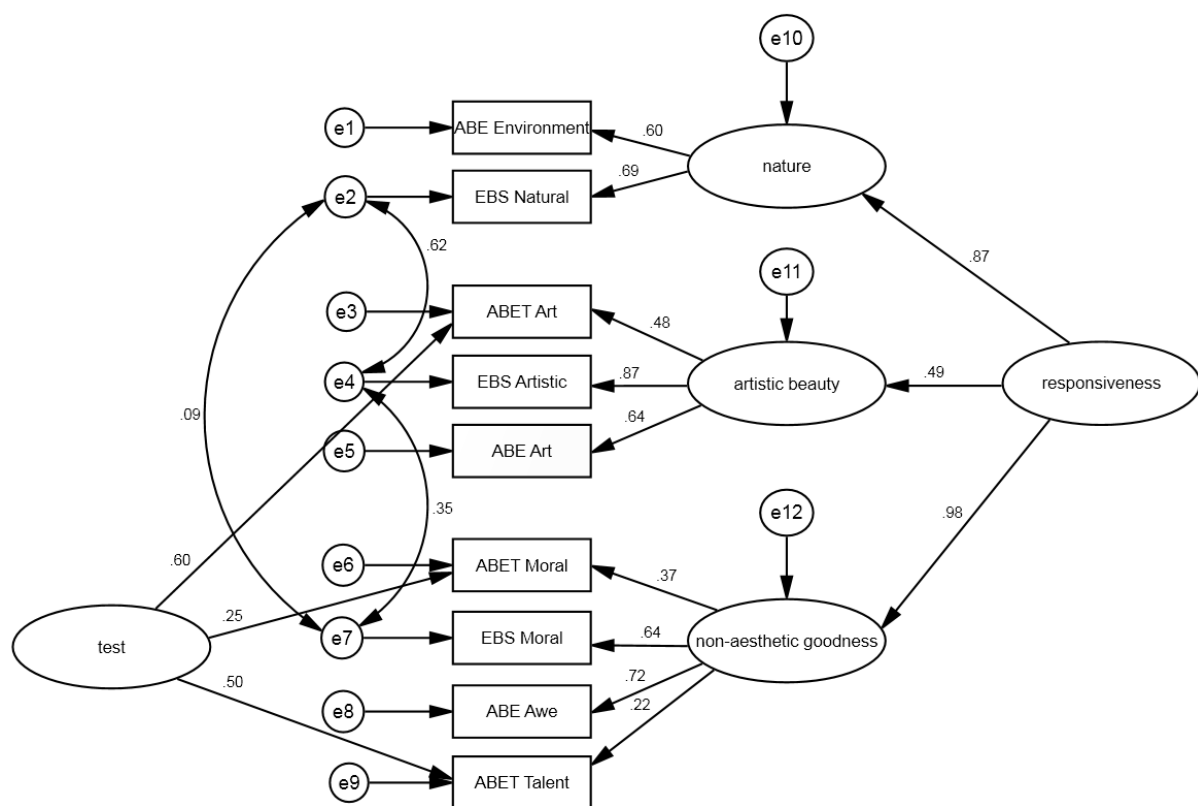 e10
e1
ABE Environment
.60
nature
.69
e2
EBS Natural
.62
.87
e11
e3
ABET Art
.48
e4
EBS Artistic
.87
artistic beauty
.49
responsiveness
.09
.64
e5
ABE Art
.35
e12
.98
.60
e6
ABET Moral
.37
.25
e7
EBS Moral
.64
non-aesthetic goodness
test
.50
.72
.22
e8
ABE Awe
e9
ABET Talent